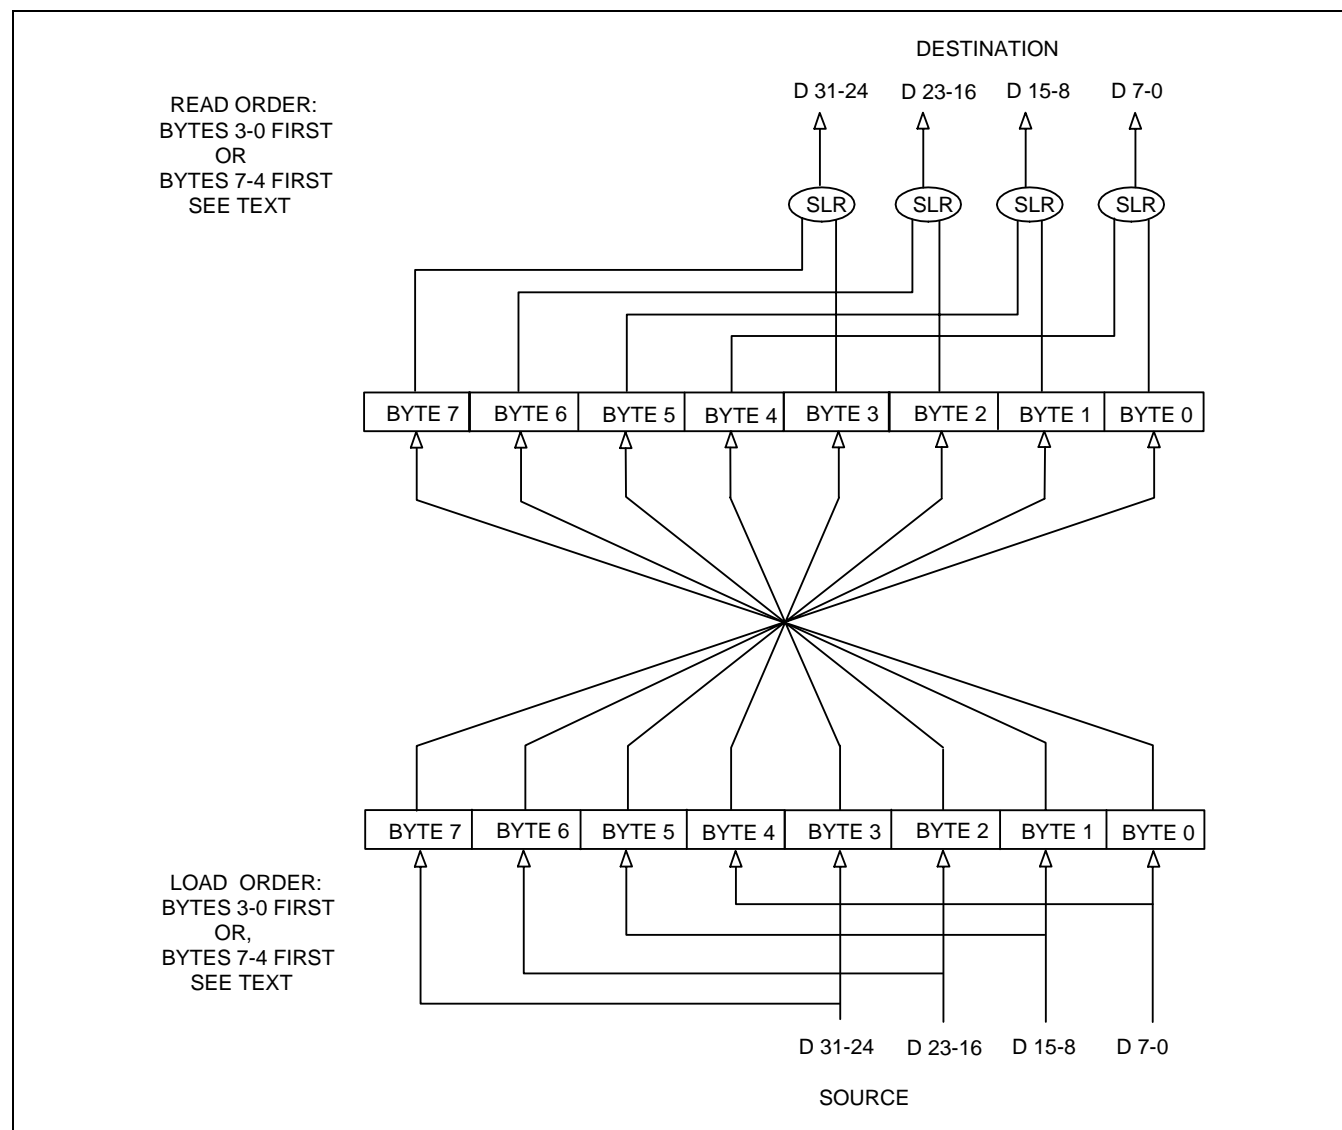 DESTINATION
D 31-24 D 23-16 D 15-8 D 7-0
READ ORDER:
BYTES 3-0 FIRST
OR
BYTES 7-4 FIRST
SEE TEXT
SLR SLR SLR SLR
BYTE 7 BYTE 6 BYTE 5 BYTE 4 BYTE 3 BYTE 2 BYTE 1 BYTE 0
BYTE 7 BYTE 6 BYTE 5 BYTE 4 BYTE 3 BYTE 2 BYTE 1 BYTE 0
LOAD ORDER:
BYTES 3-0 FIRST
OR,
BYTES 7-4 FIRST
SEE TEXT
D 31-24 D 23-16 D 15-8 D 7-0
SOURCE